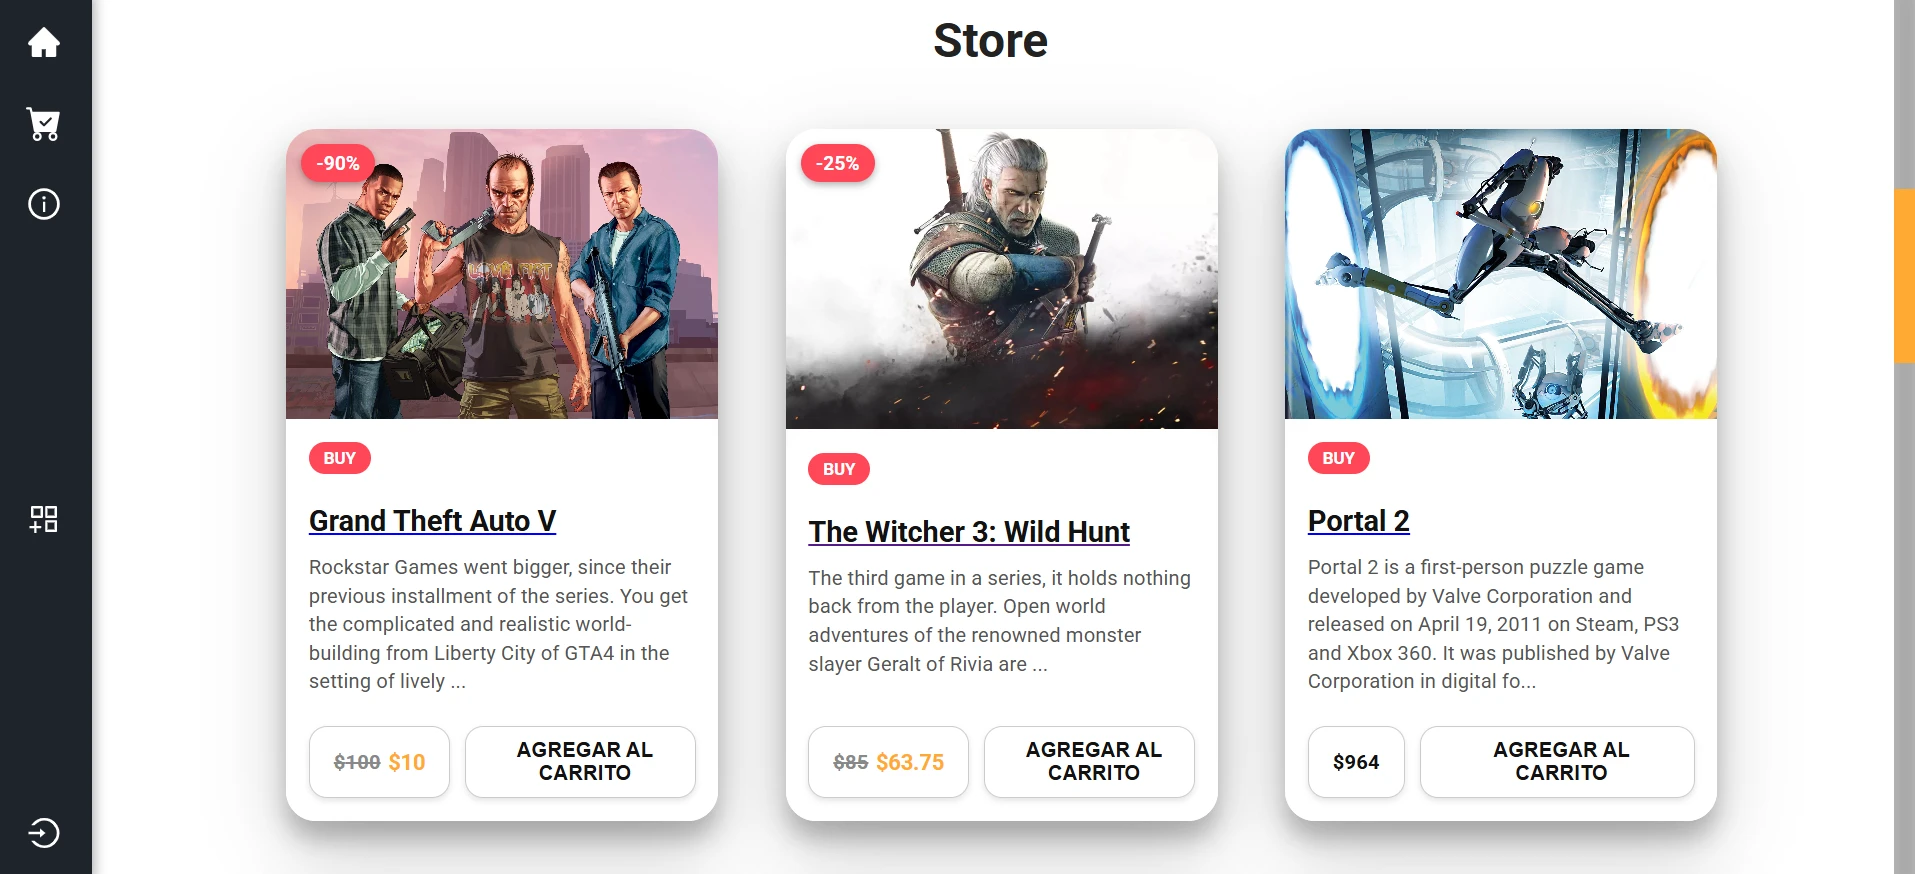 Store
-90%
BUY
Grand Theft Auto V
Rockstar Games went bigger, since their
previous installment of the series. You get
the complicated and realistic world-
building from Liberty City of GTA4 in the
setting of lively ...
$100 $10
AGREGAR AL
CARRITO
-25%
BUY
The Witcher 3: Wild Hunt
The third game in a series, it holds nothing
back from the player. Open world
adventures of the renowned monster
slayer Geralt of Rivia are ...
$85 $63.75
AGREGAR AL
CARRITO
BUY
Portal 2
Portal 2 is a first-person puzzle game
developed by Valve Corporation and
released on April 19, 2011 on Steam, PS3
and Xbox 360. It was published by Valve
Corporation in digital fo...
$964
AGREGAR AL
CARRITO